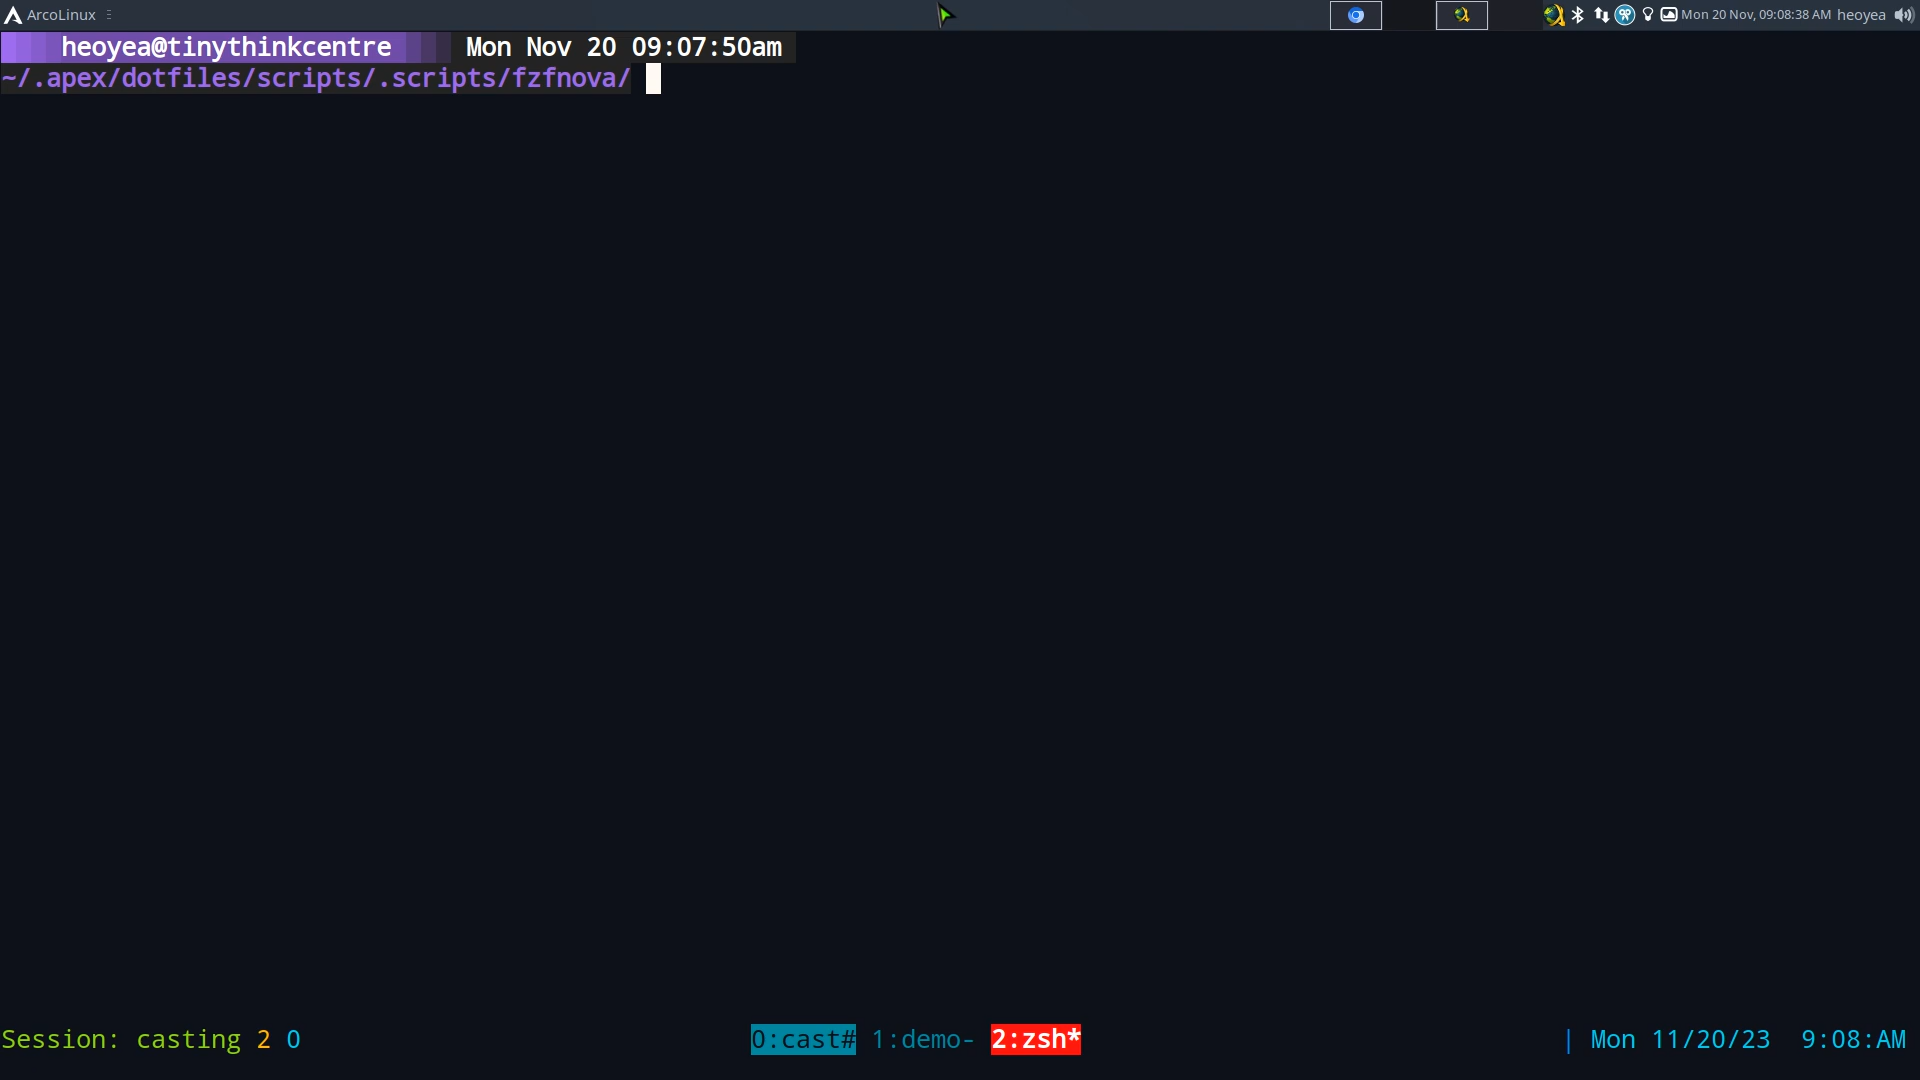 ArcoLinux
Mon 20 Nov, 09:08:38 AM heoyea
heoyea@tinythinkcentre Mon Nov 20 09:07:50am
~/.apex/dotfiles/scripts/.scripts/fzfnova/
Session: casting 2 0 0:cast# 1:demo- 2:zsh* | Mon 11/20/23 9:08:AM